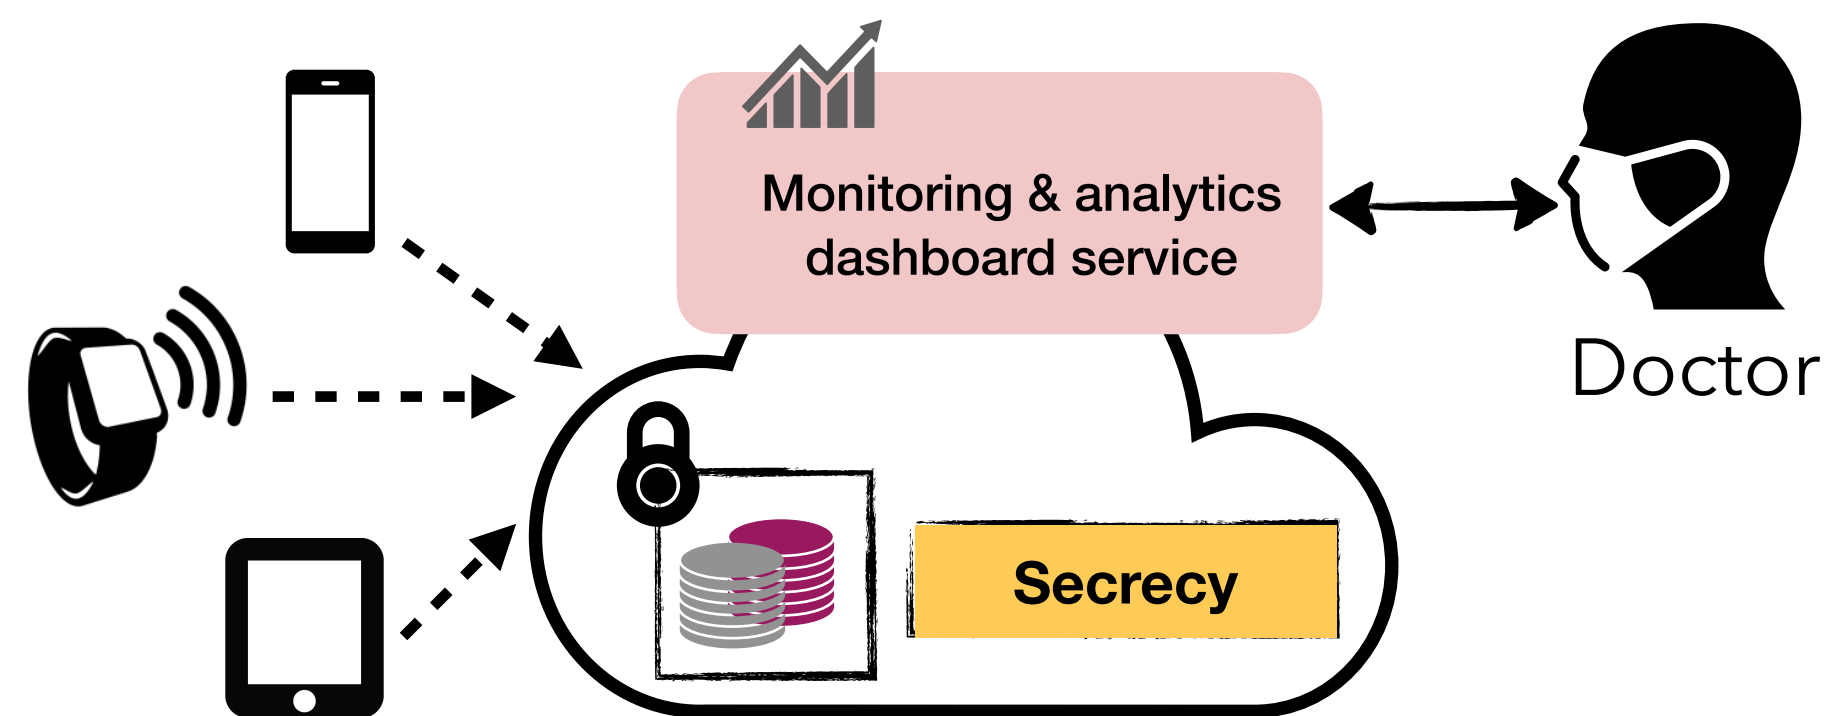 Monitoring & analytics
dashboard service
Doctor
Secrecy